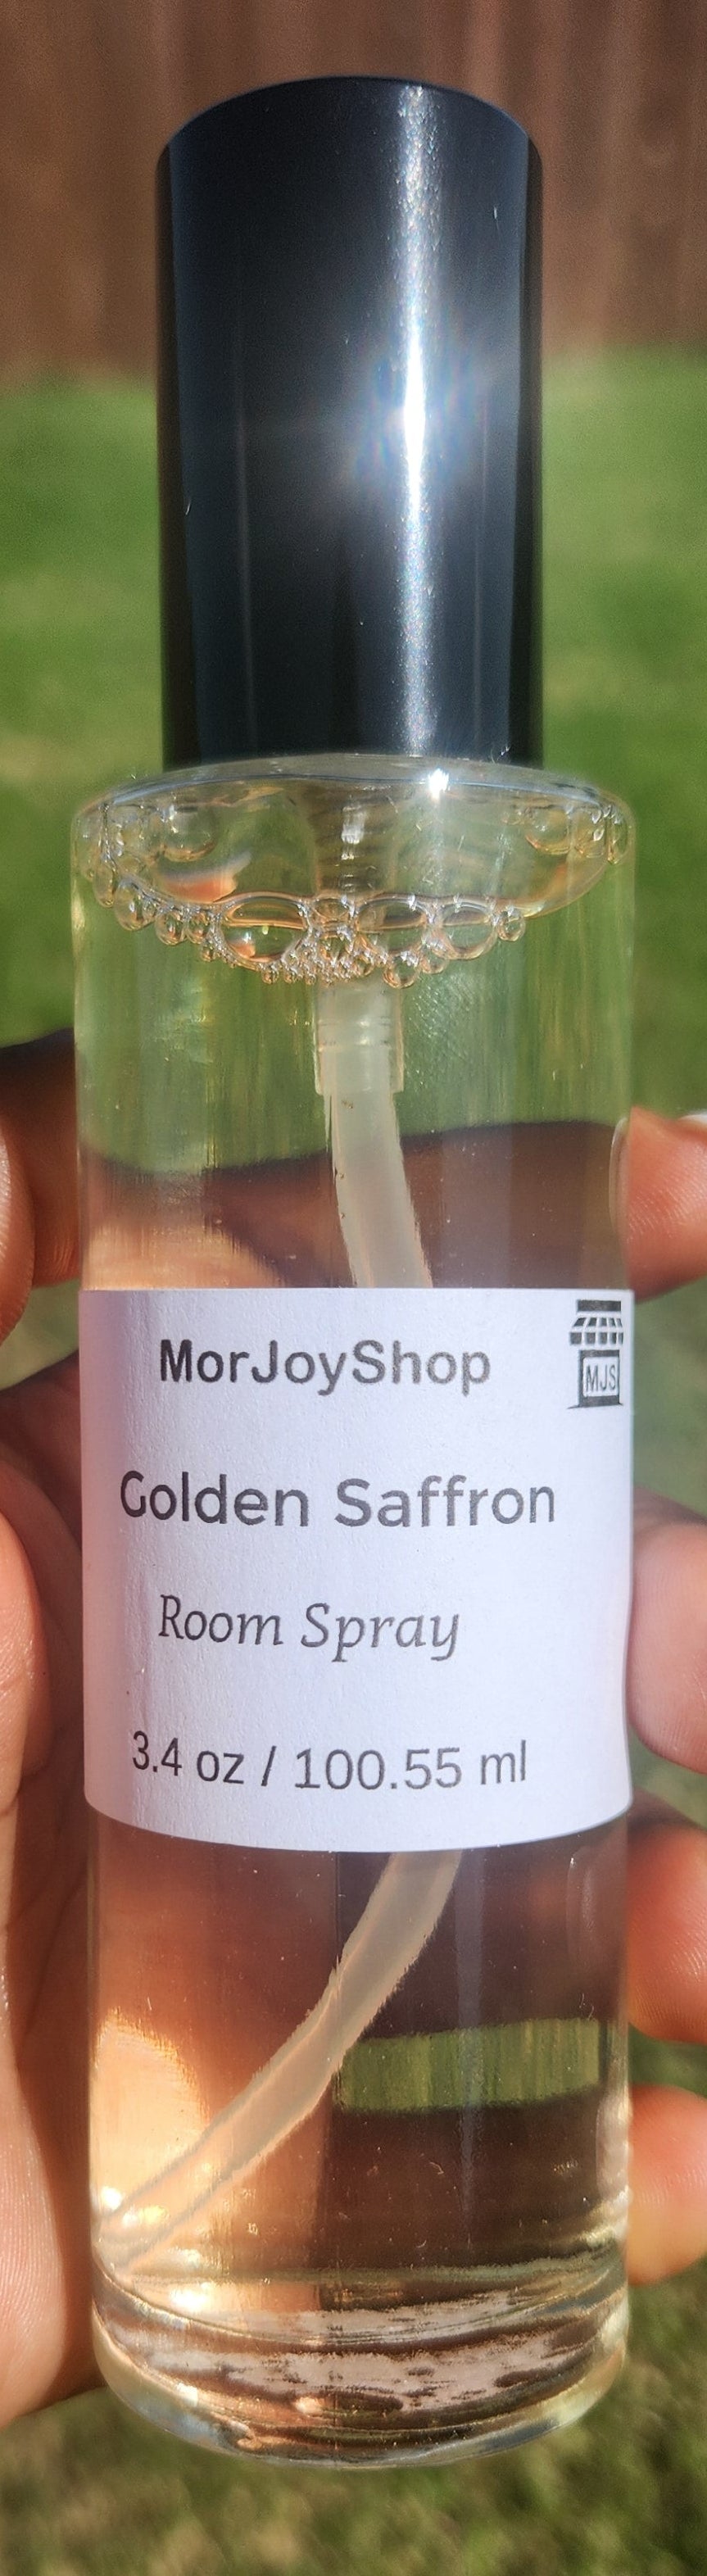 MorJoyShop
MJS
Golden Saffron
Room Spray
3.4 oz / 100.55 ml